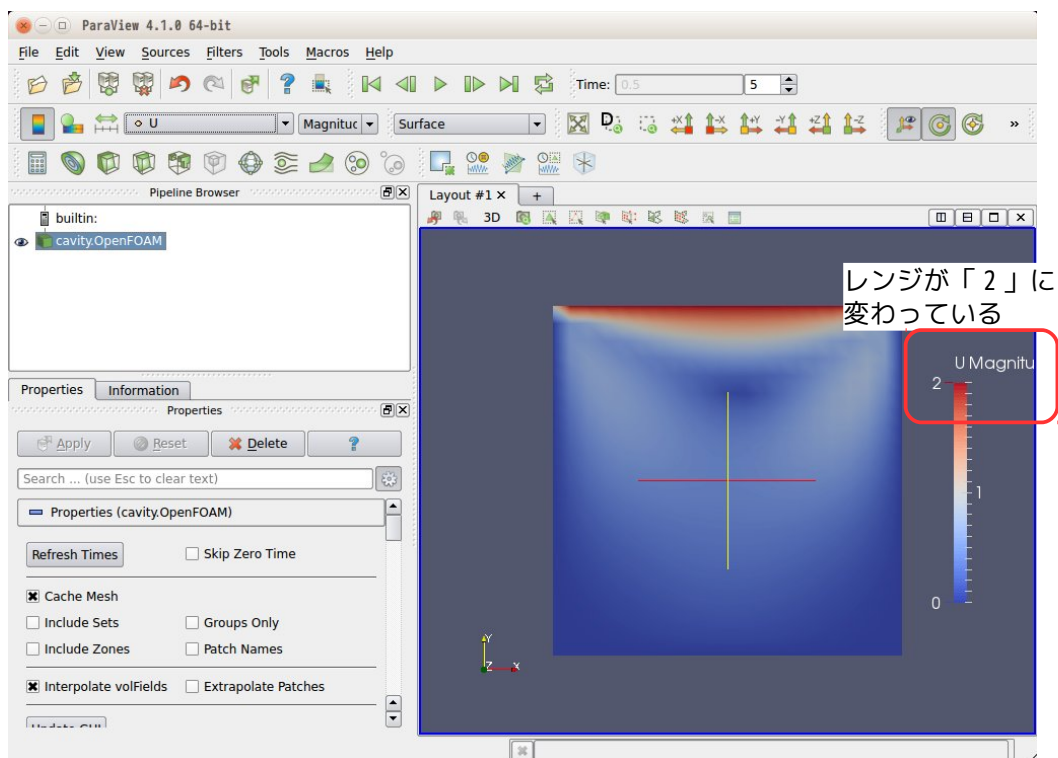 ParaView 4.1.0 64-bit
File Edit View Sources Filters Tools Macros Help
Time: 0.5 5
U Magnituc Surface »
Pipeline Browser
builtin:
cavity.OpenFOAM
Properties Information
Properties
Apply Reset Delete ?
Search ... (use Esc to clear text)
Properties (cavity.OpenFOAM)
Refresh Times Skip Zero Time
Cache Mesh
Include Sets Groups Only
Include Zones Patch Names
Interpolate volFields Extrapolate Patches
Layout #1 × +
3D
レンジが「2」に
変わっている
U Magnitu
2
1
0
Y
Z X